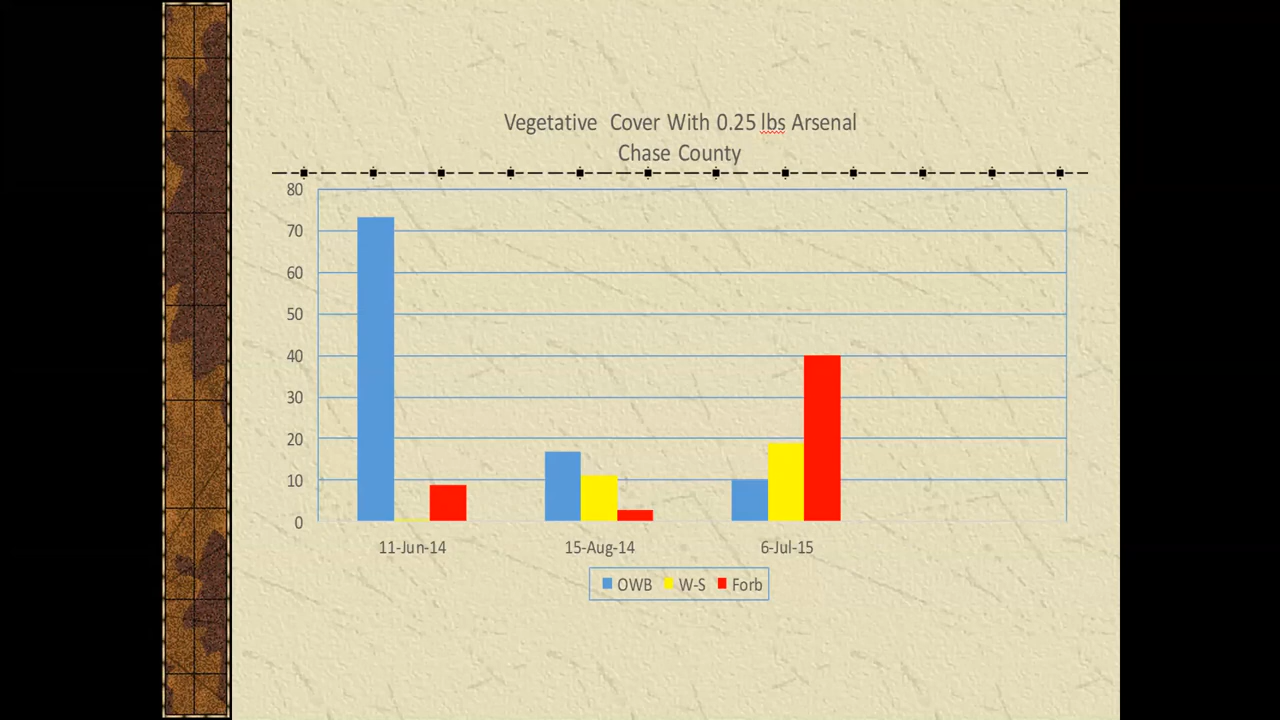 Vegetative  Cover With 0.25 lbs Arsenal
Chase County
80
70
60
50
40
30
20
10
0
11-Jun-14 15-Aug-14 6-Jul-15
OWB W-S Forb